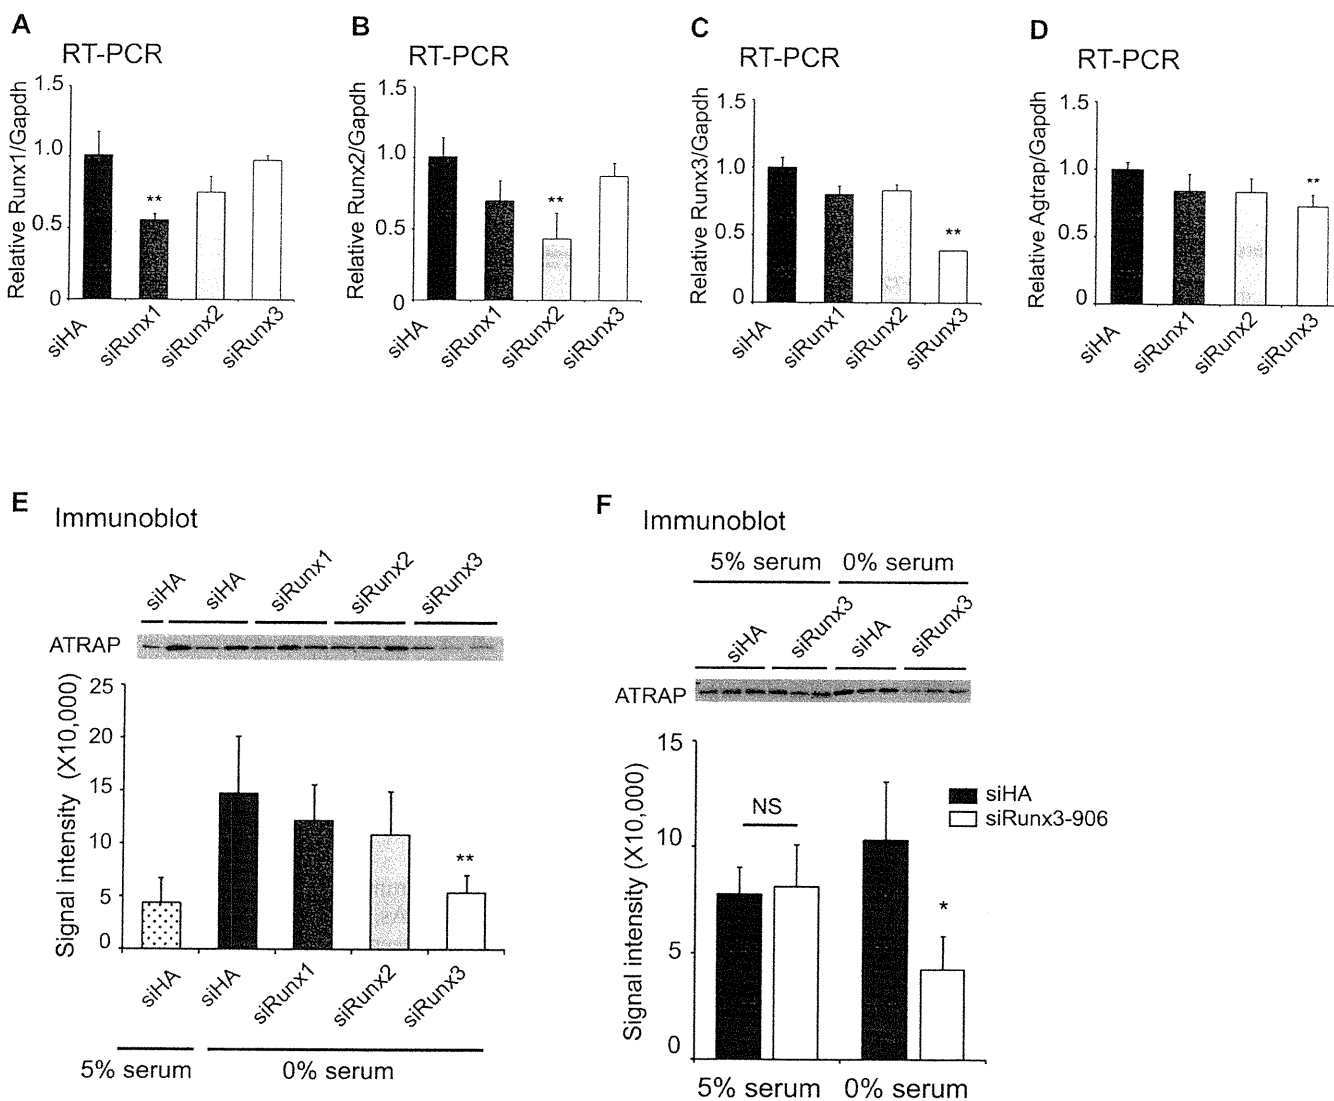 A
RT-PCR
Relative Runx1/Gapdh
1.5
1.0
0.5
0
**
siHA
siRunx1
siRunx2
siRunx3
B
RT-PCR
Relative Runx2/Gapdh
1.5
1.0
0.5
0
**
siHA
siRunx1
siRunx2
siRunx3
C
RT-PCR
Relative Runx3/Gapdh
1.5
1.0
0.5
0
**
siHA
siRunx1
siRunx2
siRunx3
D
RT-PCR
Relative Agtrap/Gapdh
1.5
1.0
0.5
0
**
siHA
siRunx1
siRunx2
siRunx3
E
Immunoblot
siHA
siHA
siRunx1
siRunx2
siRunx3
ATRAP
Signal intensity (X10,000)
25
20
15
10
5
0
**
siHA
siHA
siRunx1
siRunx2
siRunx3
5% serum
0% serum
F
Immunoblot
5% serum
0% serum
siHA
siRunx3
siHA
siRunx3
ATRAP
Signal intensity (X10,000)
15
10
5
0
NS
*
siHA
siRunx3-906
5% serum
0% serum